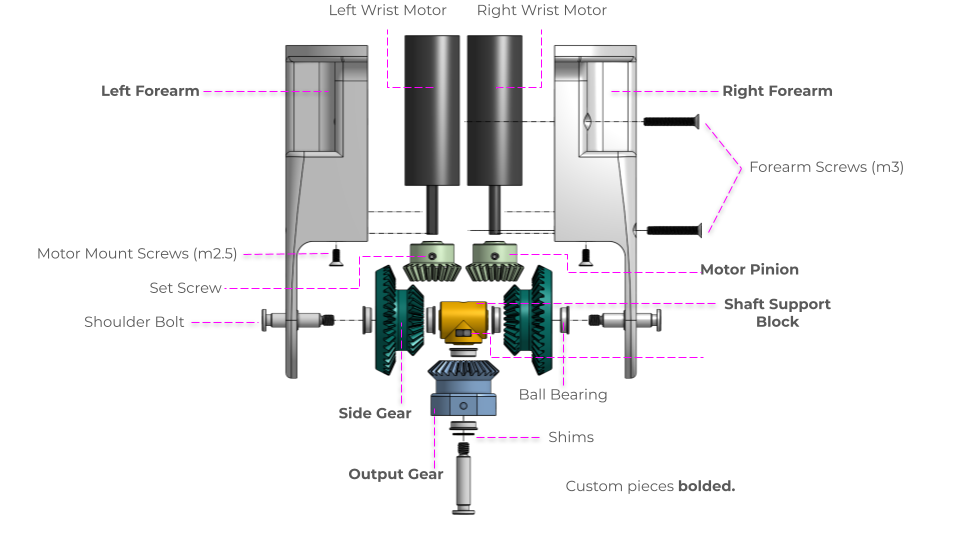 Left Wrist Motor
Right Wrist Motor
Left Forearm
Right Forearm
Forearm Screws (m3)
Motor Mount Screws (m2.5)
Motor Pinion
Set Screw
Shaft Support
Block
Shoulder Bolt
Ball Bearing
Side Gear
Shims
Output Gear
Custom pieces bolded.